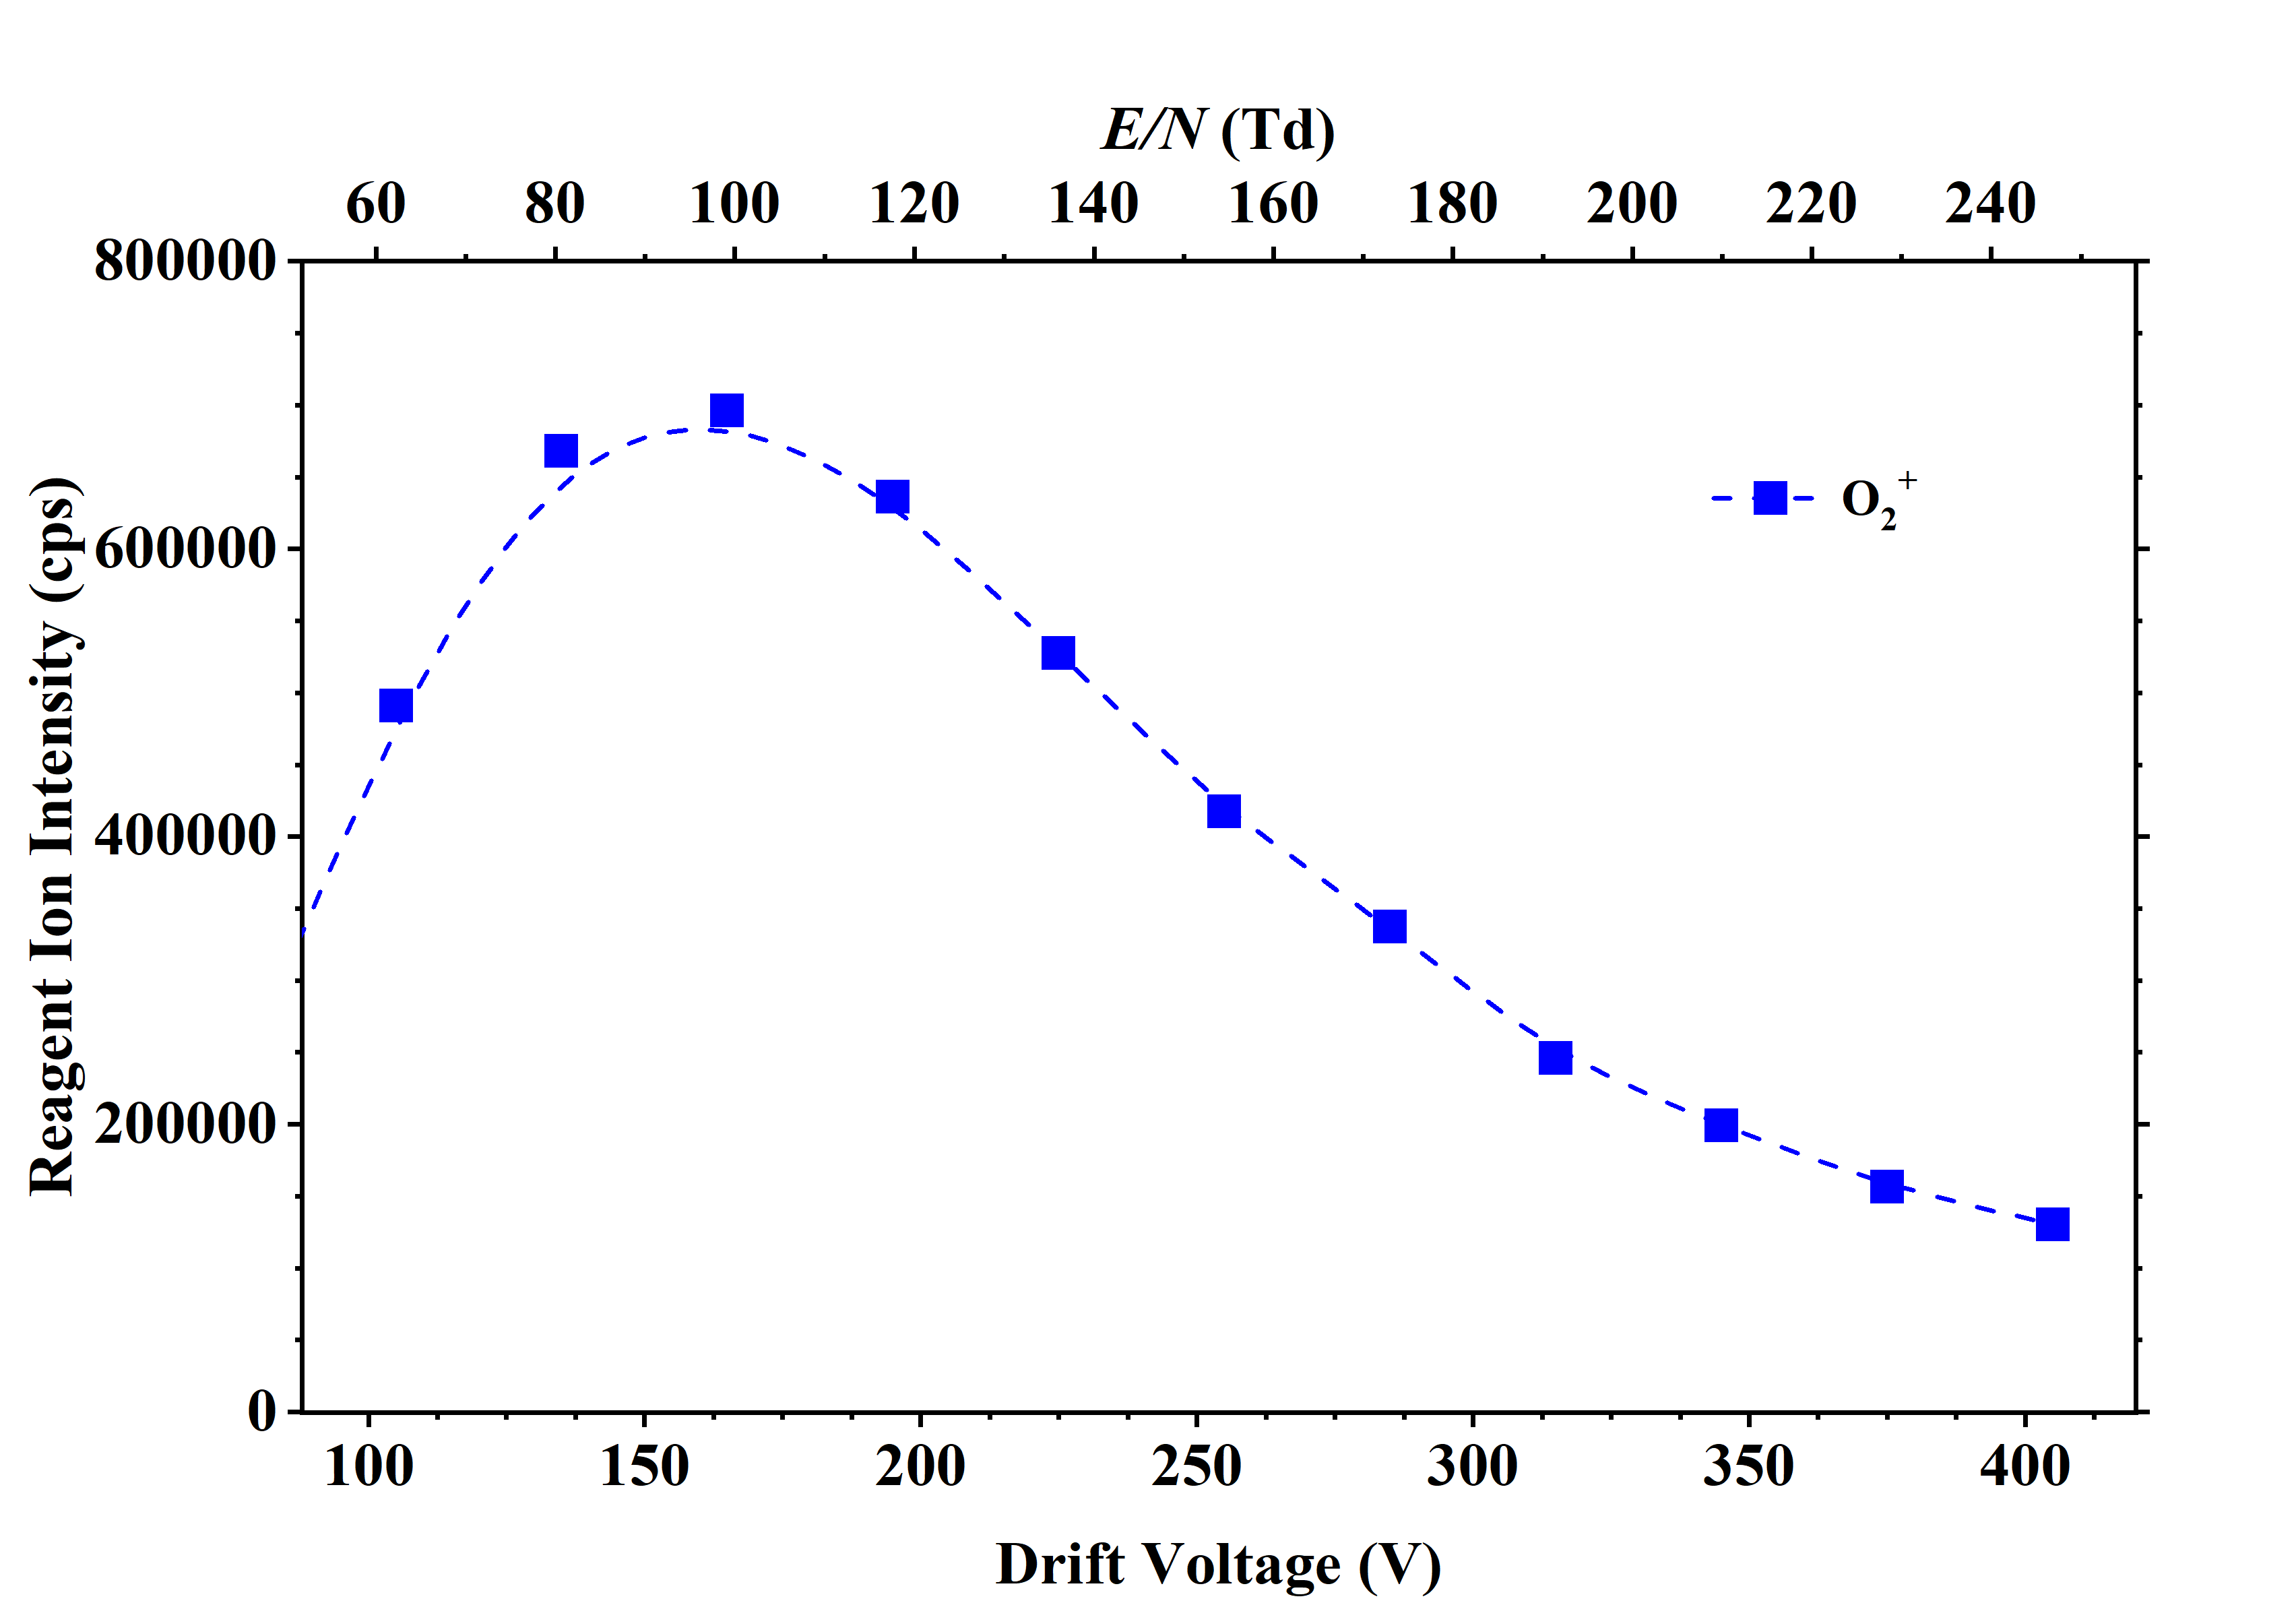 E/N (Td)
60 80 100 120 140 160 180 200 220 240
800000
600000
400000
200000
0
Reagent Ion Intensity (cps)
O₂⁺
100 150 200 250 300 350 400
Drift Voltage (V)